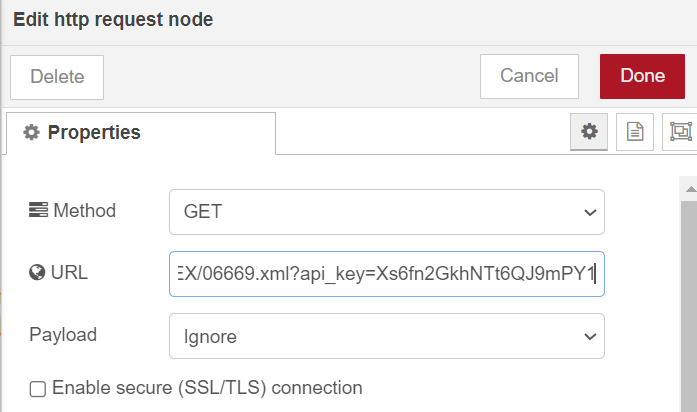 Edit http request node
Delete
Cancel
Done
Properties
Method
GET
URL
EX/06669.xml?api_key=Xs6fn2GkhNTt6QJ9mPY1
Payload
Ignore
Enable secure (SSL/TLS) connection